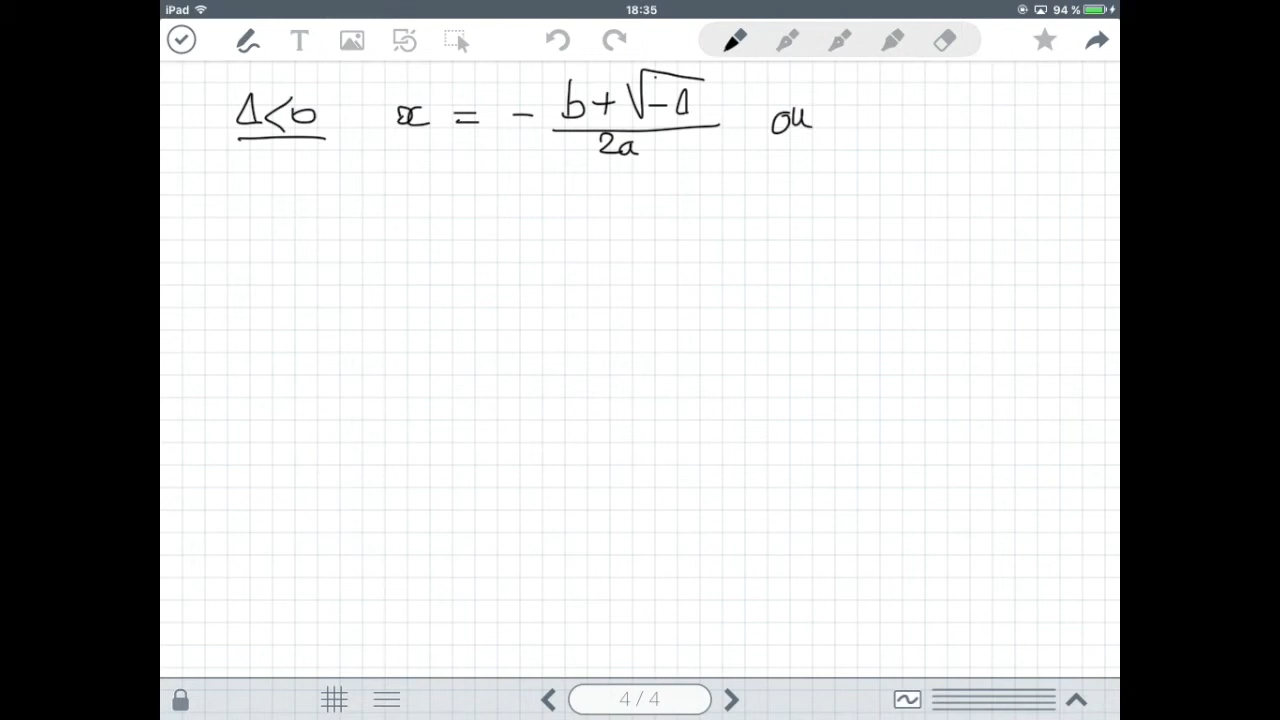 iPad 18:35 94 %
T
Δ<0 x = - b+√-Δ ou
2a
4 / 4